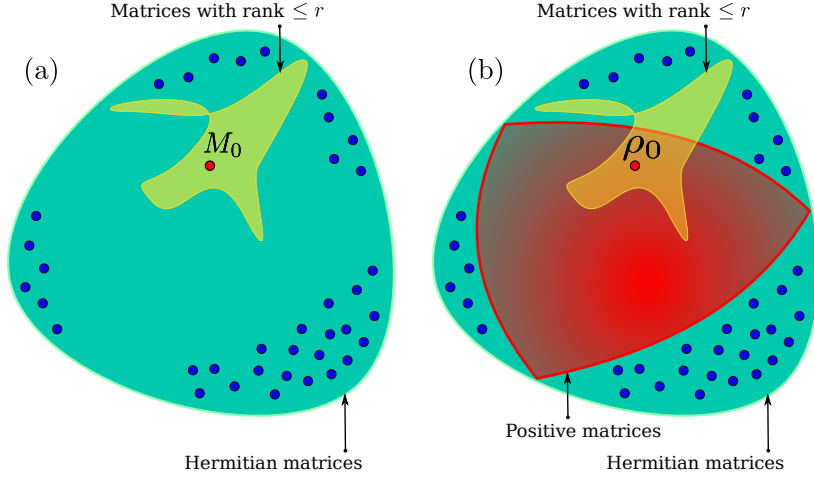 Matrices with rank ≤ r
Matrices with rank ≤ r
(a)
(b)
M₀
ρ₀
Positive matrices
Hermitian matrices
Hermitian matrices